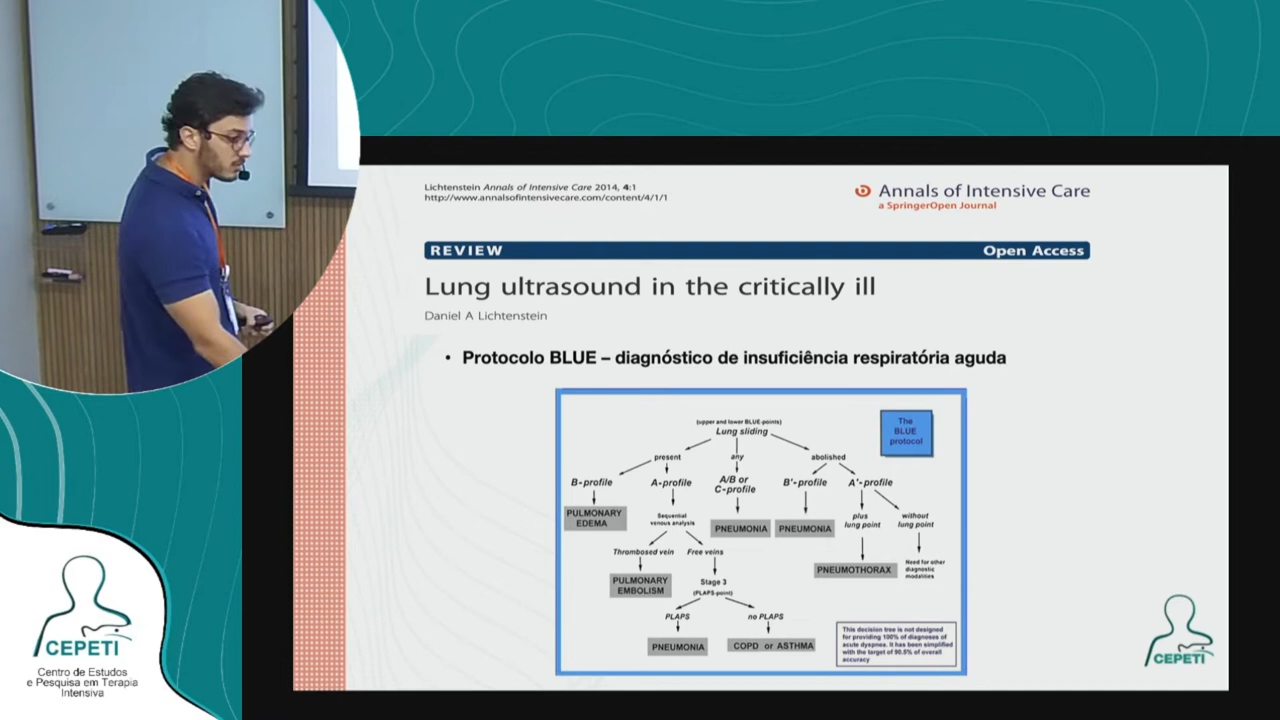 Lichtenstein Annals of Intensive Care 2014, 4:1
http://www.annalsofintensivecare.com/content/4/1/1
Annals of Intensive Care
a SpringerOpen Journal
REVIEW
Open Access
Lung ultrasound in the critically ill
Daniel A Lichtenstein
• Protocolo BLUE – diagnóstico de insuficiência respiratória aguda
The
BLUE
protocol
(upper and lower BLUE-points)
Lung sliding
present
any
abolished
B-profile
A-profile
A/B or
C-profile
B'-profile
A'-profile
PULMONARY
EDEMA
Sequential
venous analysis
PNEUMONIA
PNEUMONIA
plus
lung point
without
lung point
Thrombosed vein
Free veins
PNEUMOTHORAX
Need for other
diagnostic
modalities
PULMONARY
EMBOLISM
Stage 3
(PLAPS-point)
PLAPS
no PLAPS
PNEUMONIA
COPD or ASTHMA
This decision tree is not designed
for providing 100% of diagnoses of
acute dyspnea. It has been simplified
with the target of 90.5% of overall
accuracy
CEPETI
CEPETI
Centro de Estudos
e Pesquisa em Terapia
Intensiva